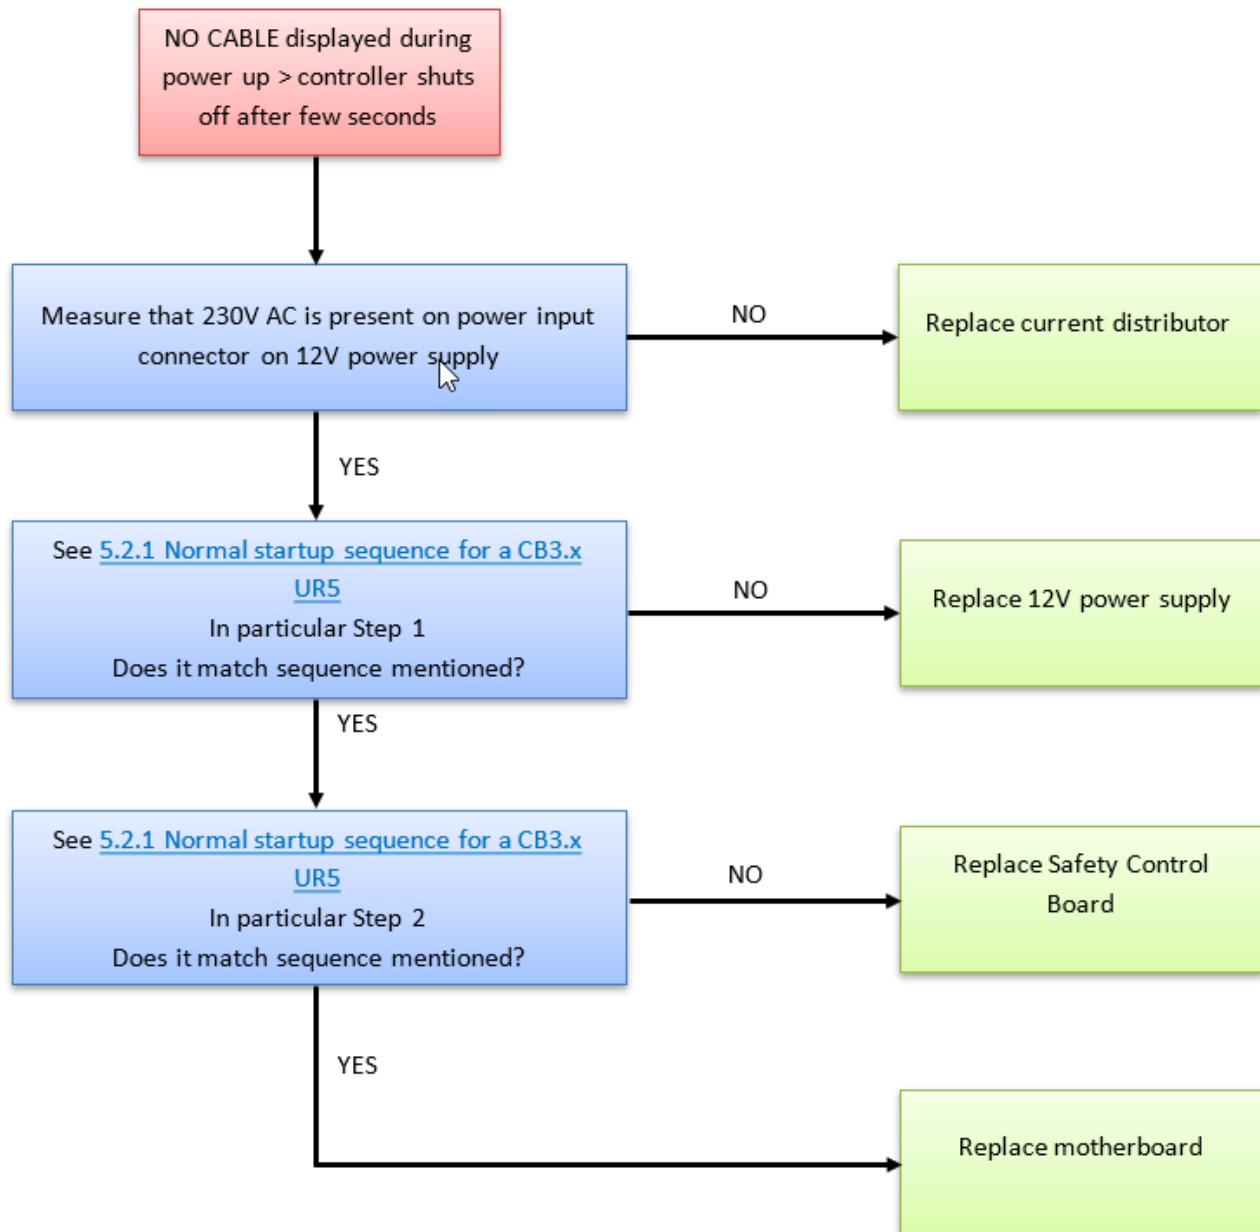 NO CABLE displayed during
power up > controller shuts
off after few seconds
Measure that 230V AC is present on power input
connector on 12V power supply
NO
Replace current distributor
YES
See 5.2.1 Normal startup sequence for a CB3.x
UR5
In particular Step 1
Does it match sequence mentioned?
NO
Replace 12V power supply
YES
See 5.2.1 Normal startup sequence for a CB3.x
UR5
In particular Step 2
Does it match sequence mentioned?
NO
Replace Safety Control
Board
YES
Replace motherboard